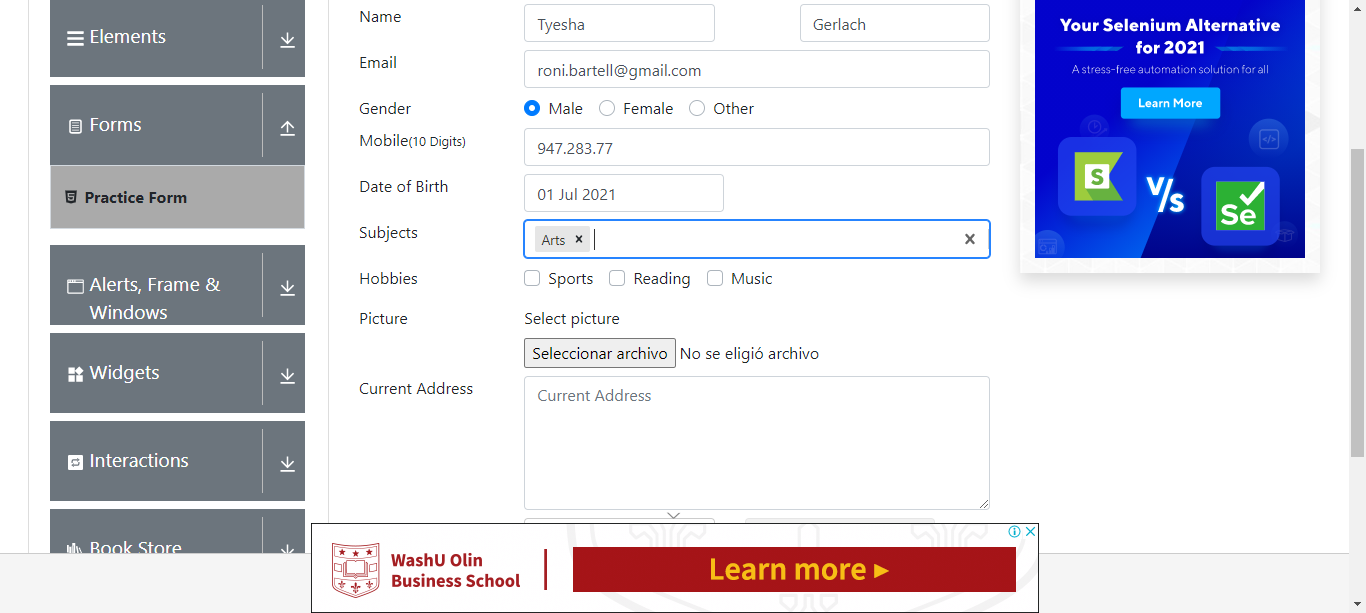 Elements
Forms
Practice Form
Alerts, Frame &
Windows
Widgets
Interactions
Book Store
Name
Tyesha
Gerlach
Email
roni.bartell@gmail.com
Gender
Male
Female
Other
Mobile(10 Digits)
947.283.77
Date of Birth
01 Jul 2021
Subjects
Arts
Hobbies
Sports
Reading
Music
Picture
Select picture
Seleccionar archivo No se eligió archivo
Current Address
Current Address
Your Selenium Alternative
for 2021
A stress-free automation solution for all
Learn More
S
V/s
Se
WashU Olin
Business School
Learn more